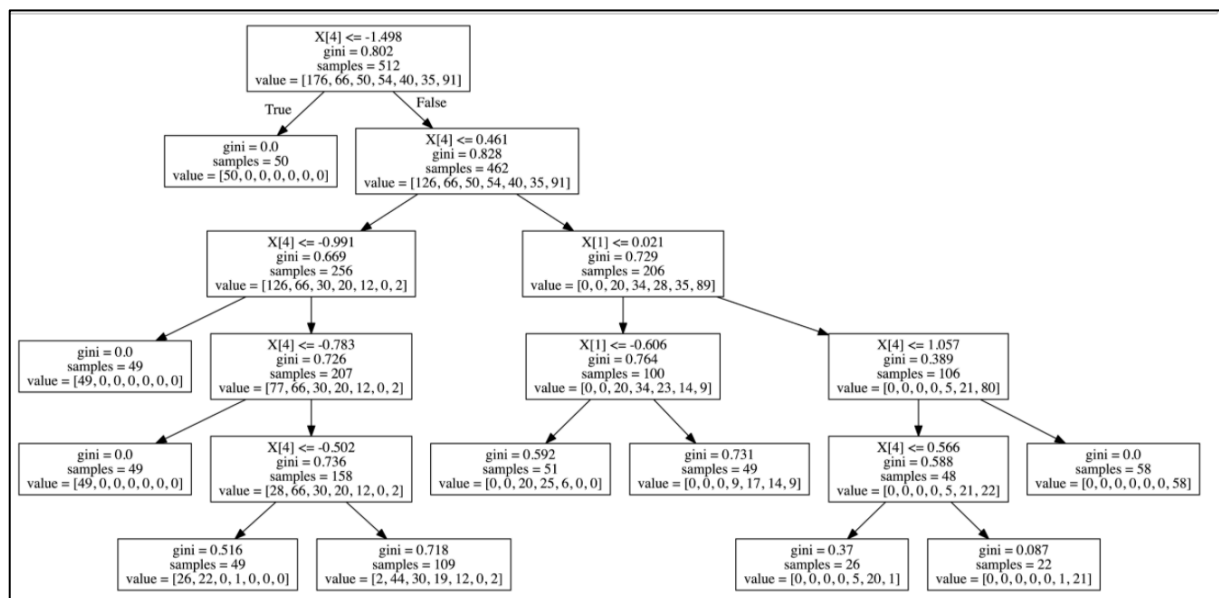 X[4] <= -1.498
gini = 0.802
samples = 512
value = [176, 66, 50, 54, 40, 35, 91]
True
False
gini = 0.0
samples = 50
value = [50, 0, 0, 0, 0, 0, 0]
X[4] <= 0.461
gini = 0.828
samples = 462
value = [126, 66, 50, 54, 40, 35, 91]
X[4] <= -0.991
gini = 0.669
samples = 256
value = [126, 66, 30, 20, 12, 0, 2]
X[1] <= 0.021
gini = 0.729
samples = 206
value = [0, 0, 20, 34, 28, 35, 89]
gini = 0.0
samples = 49
value = [49, 0, 0, 0, 0, 0, 0]
X[4] <= -0.783
gini = 0.726
samples = 207
value = [77, 66, 30, 20, 12, 0, 2]
X[1] <= -0.606
gini = 0.764
samples = 100
value = [0, 0, 20, 34, 23, 14, 9]
X[4] <= 1.057
gini = 0.389
samples = 106
value = [0, 0, 0, 0, 5, 21, 80]
gini = 0.0
samples = 49
value = [49, 0, 0, 0, 0, 0, 0]
X[4] <= -0.502
gini = 0.736
samples = 158
value = [28, 66, 30, 20, 12, 0, 2]
gini = 0.592
samples = 51
value = [0, 0, 20, 25, 6, 0, 0]
gini = 0.731
samples = 49
value = [0, 0, 0, 9, 17, 14, 9]
X[4] <= 0.566
gini = 0.588
samples = 48
value = [0, 0, 0, 0, 5, 21, 22]
gini = 0.0
samples = 58
value = [0, 0, 0, 0, 0, 0, 58]
gini = 0.516
samples = 49
value = [26, 22, 0, 1, 0, 0, 0]
gini = 0.718
samples = 109
value = [2, 44, 30, 19, 12, 0, 2]
gini = 0.37
samples = 26
value = [0, 0, 0, 0, 5, 20, 1]
gini = 0.087
samples = 22
value = [0, 0, 0, 0, 0, 1, 21]